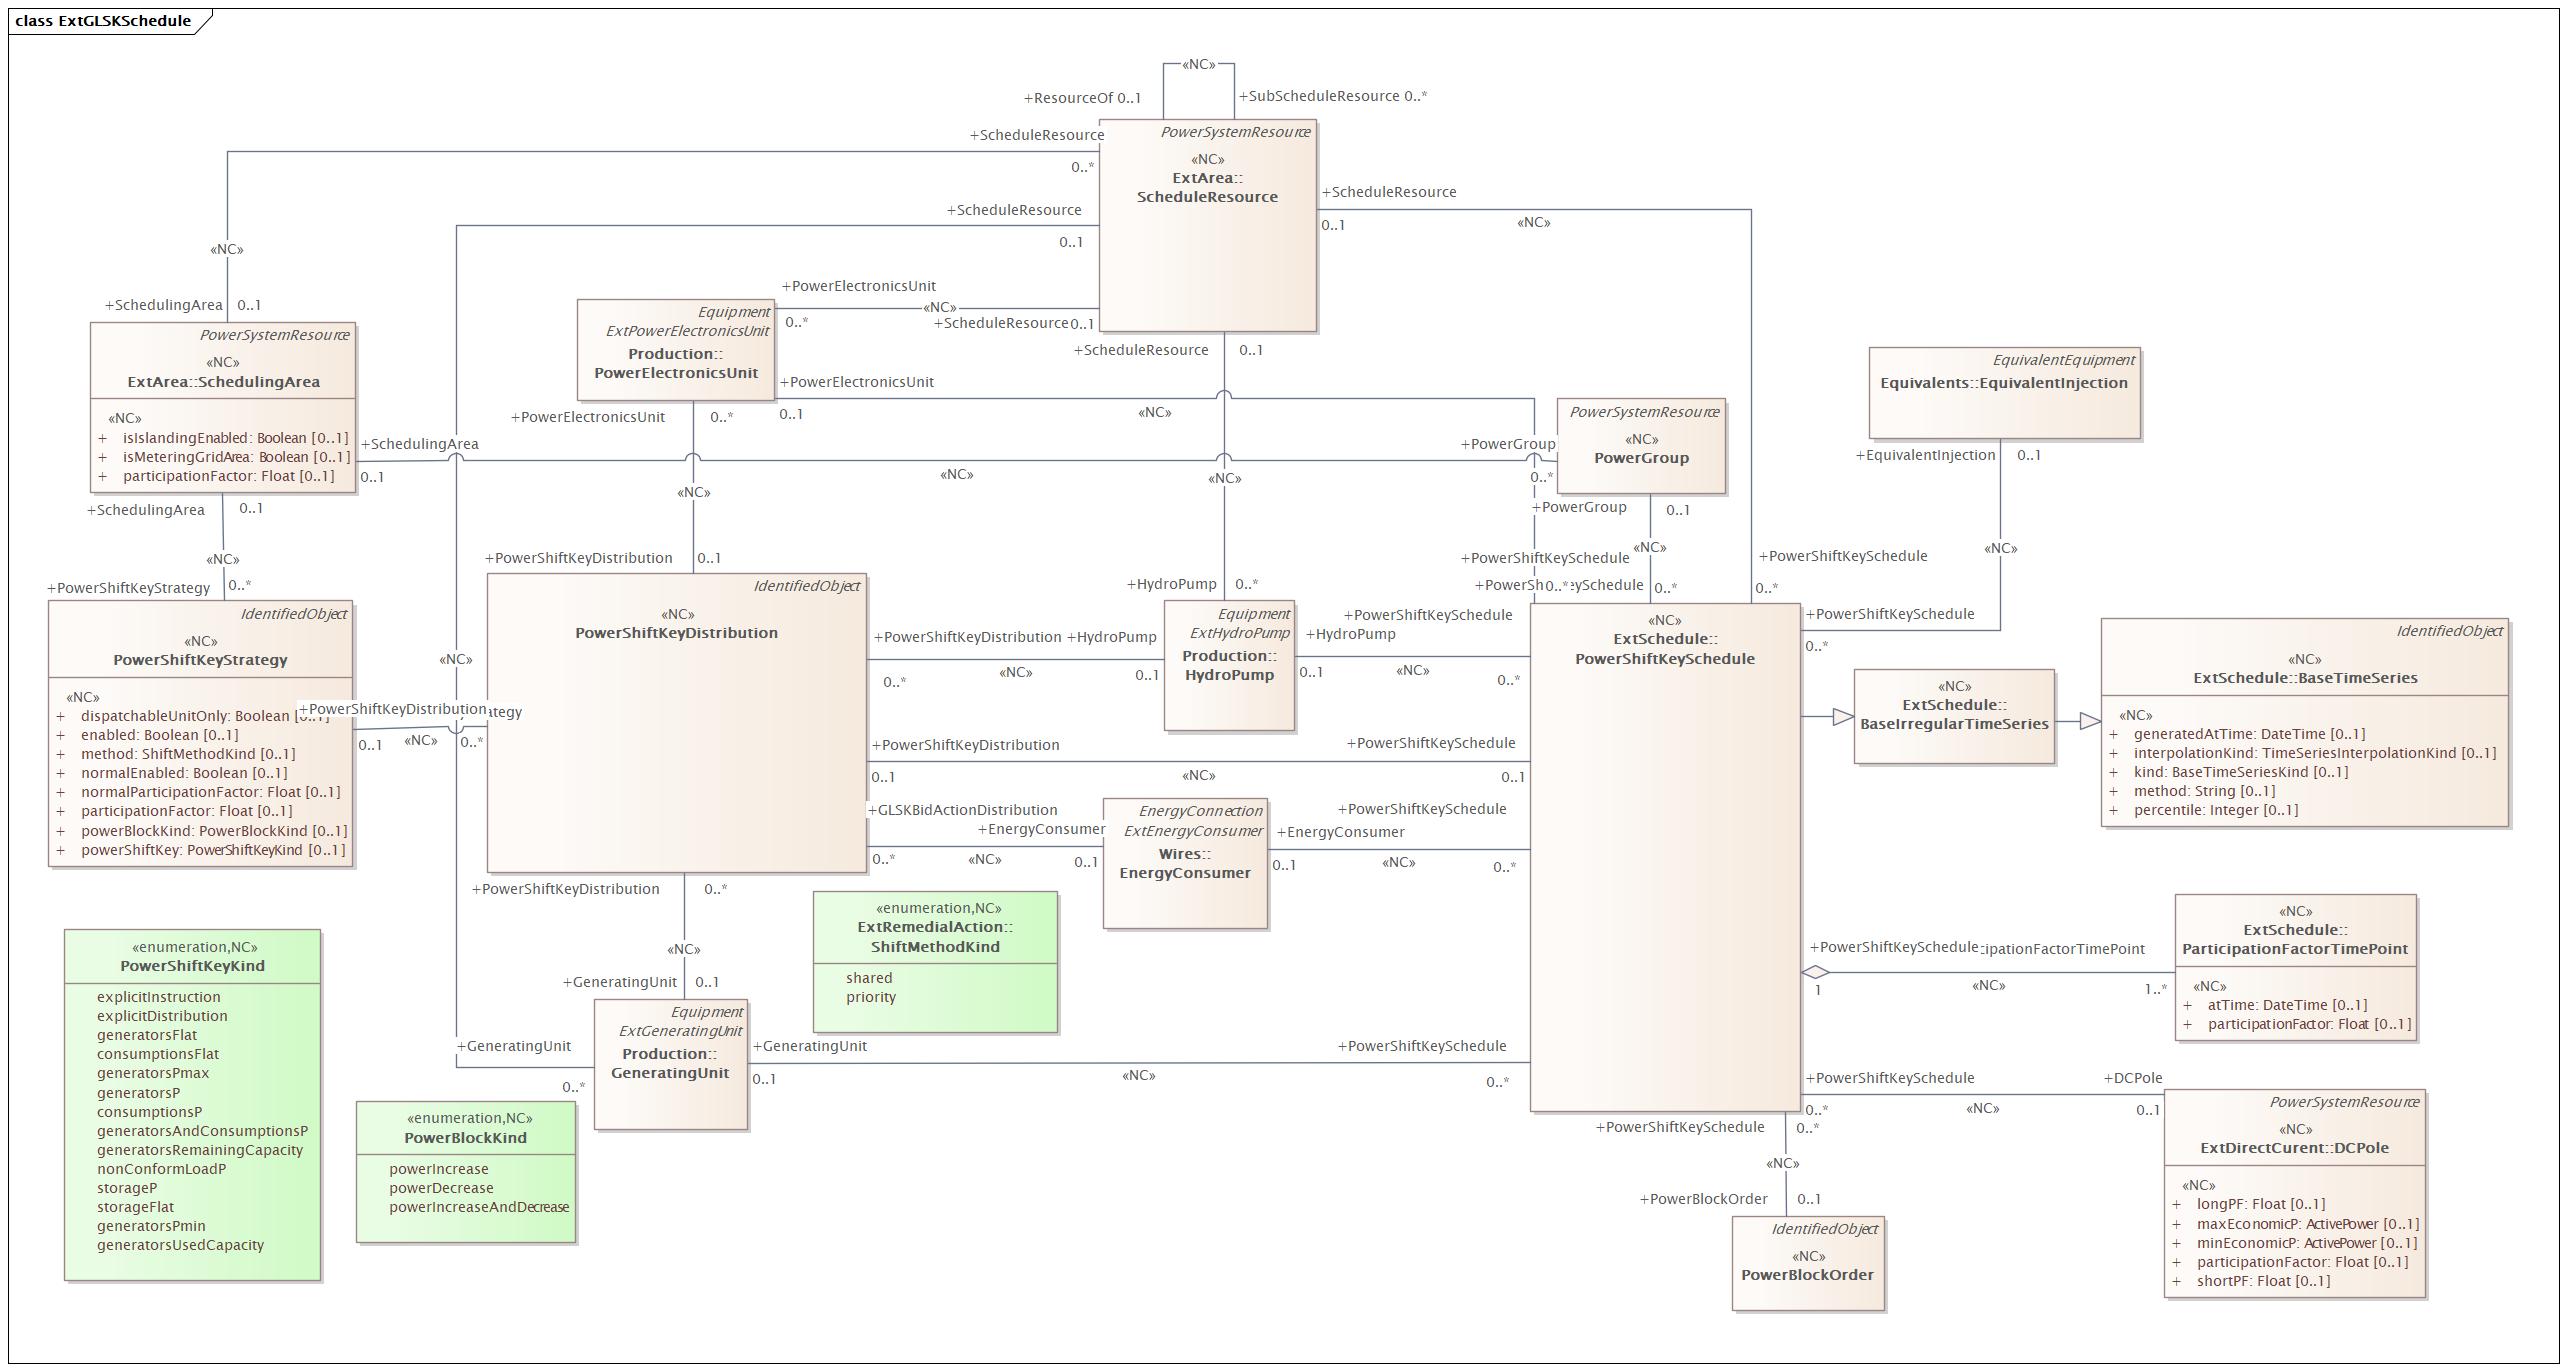 class ExtGLSKSchedule
«NC»
+ResourceOf 0..1
+SubScheduleResource 0..*
+ScheduleResource
0..*
PowerSystemResource
«NC»
ExtArea::
ScheduleResource
+ScheduleResource
0..1
«NC»
+ScheduleResource
0..1
«NC»
+SchedulingArea 0..1
+PowerElectronicsUnit
0..*
«NC»
+ScheduleResource 0..1
Equipment
ExtPowerElectronicsUnit
Production::
PowerElectronicsUnit
+ScheduleResource 0..1
PowerSystemResource
«NC»
ExtArea::SchedulingArea
«NC»
+ isIslandingEnabled: Boolean [0..1]
+ isMeteringGridArea: Boolean [0..1]
+ participationFactor: Float [0..1]
+PowerElectronicsUnit
0..1
«NC»
+PowerElectronicsUnit 0..*
EquivalentEquipment
Equivalents::EquivalentInjection
+EquivalentInjection 0..1
PowerSystemResource
«NC»
PowerGroup
+SchedulingArea
0..1
«NC»
+PowerGroup
0..*
+PowerGroup 0..1
«NC»
«NC»
+SchedulingArea 0..1
«NC»
+PowerShiftKeyStrategy 0..*
+PowerShiftKeyDistribution 0..1
+HydroPump 0..*
+PowerShiftKeySchedule
«NC»
0..*
0..*
+PowerShiftKeySchedule
0..*
«NC»
IdentifiedObject
«NC»
PowerShiftKeyStrategy
«NC»
+ dispatchableUnitOnly: Boolean
+ enabled: Boolean [0..1]
+ method: ShiftMethodKind [0..1]
+ normalEnabled: Boolean [0..1]
+ normalParticipationFactor: Float [0..1]
+ participationFactor: Float [0..1]
+ powerBlockKind: PowerBlockKind [0..1]
+ powerShiftKey: PowerShiftKeyKind [0..1]
+PowerShiftKeyDistribution
0..1
«NC»
0..*
«NC»
IdentifiedObject
«NC»
PowerShiftKeyDistribution
+PowerShiftKeyDistribution
0..*
+HydroPump
0..1
«NC»
Equipment
ExtHydroPump
Production::
HydroPump
+PowerShiftKeySchedule
+HydroPump
0..1
«NC»
0..*
«NC»
ExtSchedule::
PowerShiftKeySchedule
+PowerShiftKeySchedule
0..*
«NC»
ExtSchedule::
BaseIrregularTimeSeries
IdentifiedObject
«NC»
ExtSchedule::BaseTimeSeries
«NC»
+ generatedAtTime: DateTime [0..1]
+ interpolationKind: TimeSeriesInterpolationKind [0..1]
+ kind: BaseTimeSeriesKind [0..1]
+ method: String [0..1]
+ percentile: Integer [0..1]
+PowerShiftKeyDistribution
0..1
«NC»
+PowerShiftKeySchedule
0..1
+GLSKBidActionDistribution
0..*
«NC»
+EnergyConsumer
0..1
EnergyConnection
ExtEnergyConsumer
Wires::
EnergyConsumer
+PowerShiftKeySchedule
+EnergyConsumer
0..1
«NC»
0..*
+PowerShiftKeyDistribution 0..*
«NC»
+GeneratingUnit 0..1
«enumeration,NC»
ExtRemedialAction::
ShiftMethodKind
shared
priority
«enumeration,NC»
PowerShiftKeyKind
explicitInstruction
explicitDistribution
generatorsFlat
consumptionsFlat
generatorsPmax
generatorsP
consumptionsP
generatorsAndConsumptionsP
generatorsRemainingCapacity
nonConformLoadP
storageP
storageFlat
generatorsPmin
generatorsUsedCapacity
+GeneratingUnit
0..*
Equipment
ExtGeneratingUnit
Production::
GeneratingUnit
+GeneratingUnit
0..1
«NC»
+PowerShiftKeySchedule
0..*
«enumeration,NC»
PowerBlockKind
powerIncrease
powerDecrease
powerIncreaseAndDecrease
+PowerShiftKeySchedule
1
«NC»
1..*
«NC»
ExtSchedule::
ParticipationFactorTimePoint
«NC»
+ atTime: DateTime [0..1]
+ participationFactor: Float [0..1]
+PowerShiftKeySchedule
0..*
«NC»
+DCPole
0..1
PowerSystemResource
«NC»
ExtDirectCurent::DCPole
«NC»
+ longPF: Float [0..1]
+ maxEconomicP: ActivePower [0..1]
+ minEconomicP: ActivePower [0..1]
+ participationFactor: Float [0..1]
+ shortPF: Float [0..1]
+PowerShiftKeySchedule 0..*
«NC»
+PowerBlockOrder 0..1
IdentifiedObject
«NC»
PowerBlockOrder